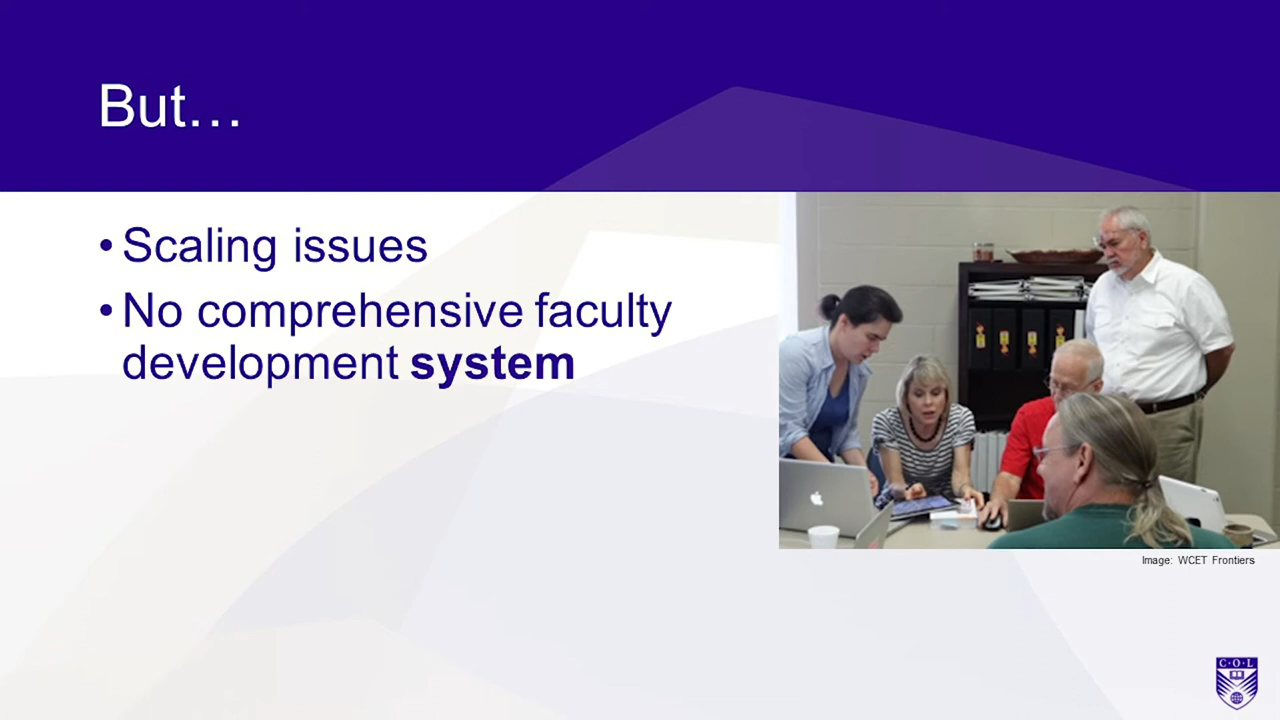 But…
• Scaling issues
• No comprehensive faculty
development system
Image: WCET Frontiers
C·O·L